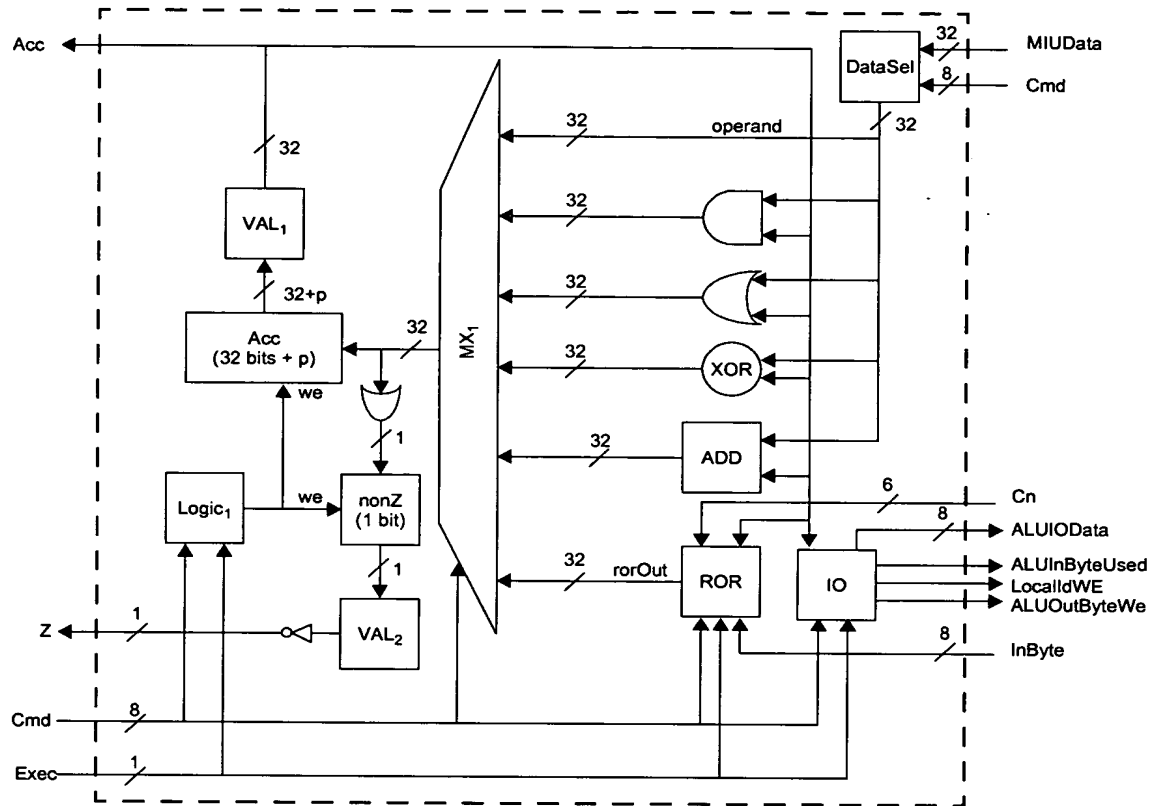 Acc
32
MIUData
DataSel
8
Cmd
32
32
operand
32
VAL1
32
32+p
32
Acc
(32 bits + p)
32
MX1
32
XOR
we
1
32
ADD
Logic1
we
nonZ
(1 bit)
6
Cn
8
ALUIOData
1
32
rorOut
ROR
IO
ALUInByteUsed
LocalIdWE
ALUOutByteWe
Z
1
VAL2
8
InByte
Cmd
8
Exec
1